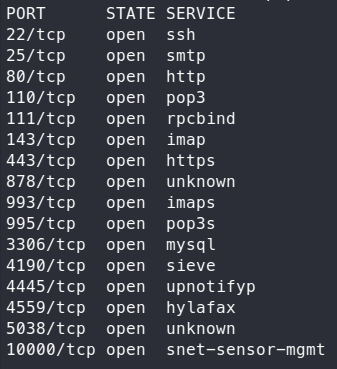 PORT      STATE SERVICE
22/tcp    open  ssh
25/tcp    open  smtp
80/tcp    open  http
110/tcp   open  pop3
111/tcp   open  rpcbind
143/tcp   open  imap
443/tcp   open  https
878/tcp   open  unknown
993/tcp   open  imaps
995/tcp   open  pop3s
3306/tcp  open  mysql
4190/tcp  open  sieve
4445/tcp  open  upnotifyp
4559/tcp  open  hylafax
5038/tcp  open  unknown
10000/tcp open  snet-sensor-mgmt